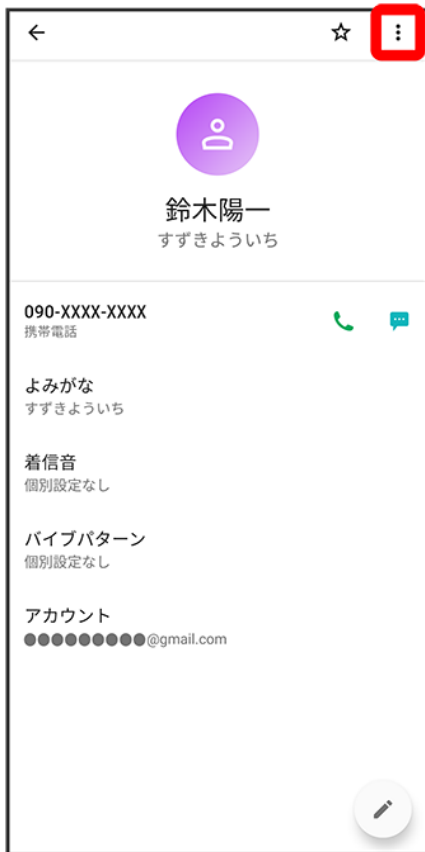 鈴木陽一
すずきよういち
090-XXXX-XXXX
携帯電話
よみがな
すずきよういち
着信音
個別設定なし
バイブパターン
個別設定なし
アカウント
●●●●●●●●●@gmail.com